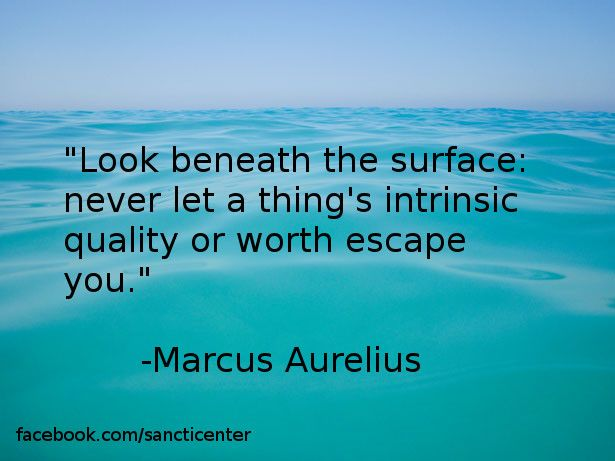 "Look beneath the surface:
never let a thing's intrinsic
quality or worth escape
you."
-Marcus Aurelius
facebook.com/sancticenter